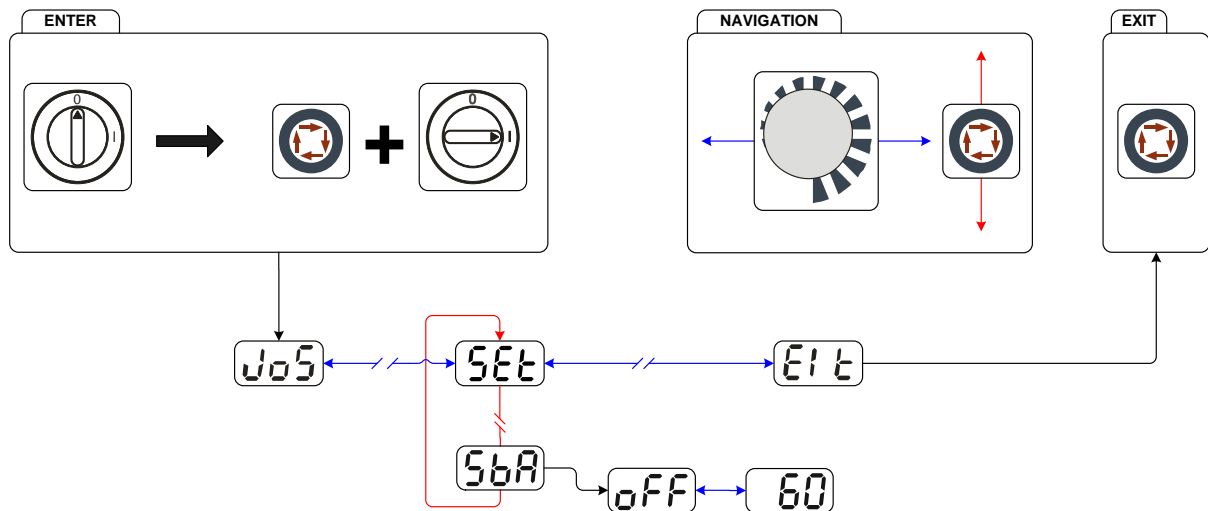 ENTER
NAVIGATION
EXIT
0
I
0
I
JoS
SEt
EIt
SbA
oFF
60